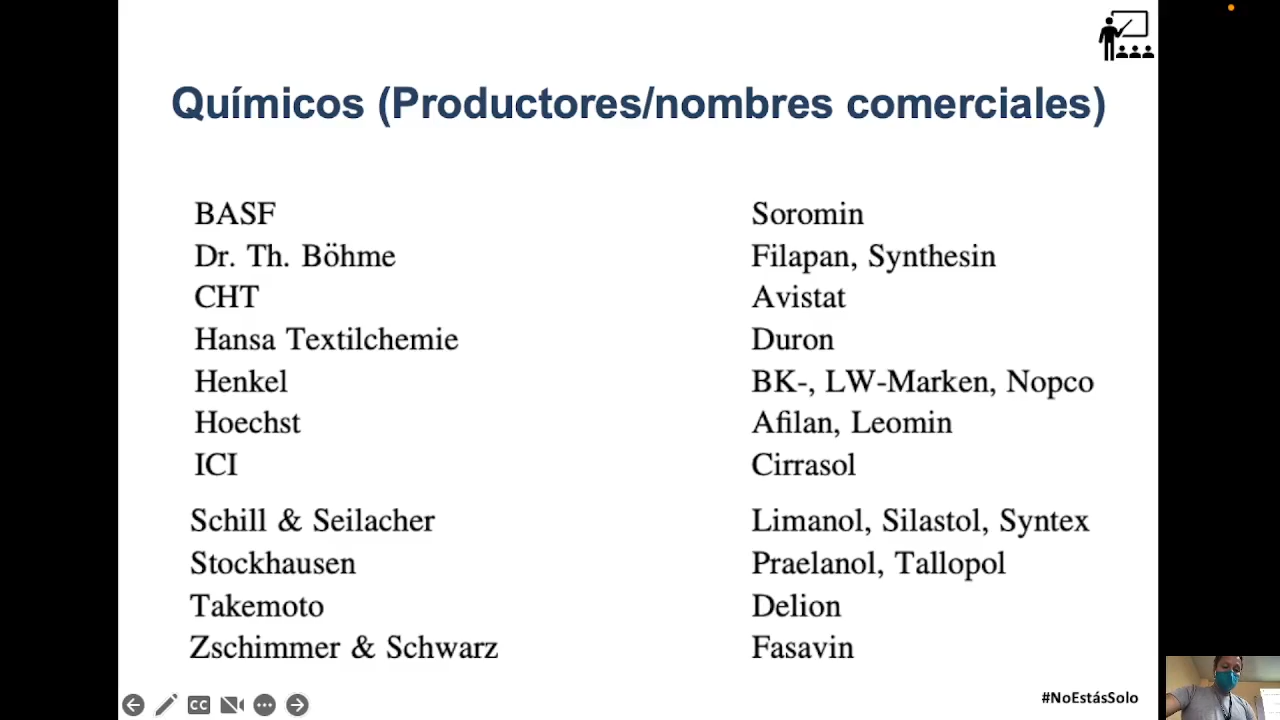 Químicos (Productores/nombres comerciales)
BASF Soromin
Dr. Th. Böhme Filapan, Synthesin
CHT Avistat
Hansa Textilchemie Duron
Henkel BK-, LW-Marken, Nopco
Hoechst Afilan, Leomin
ICI Cirrasol
Schill & Seilacher Limanol, Silastol, Syntex
Stockhausen Praelanol, Tallopol
Takemoto Delion
Zschimmer & Schwarz Fasavin
CC
#NoEstásSolo